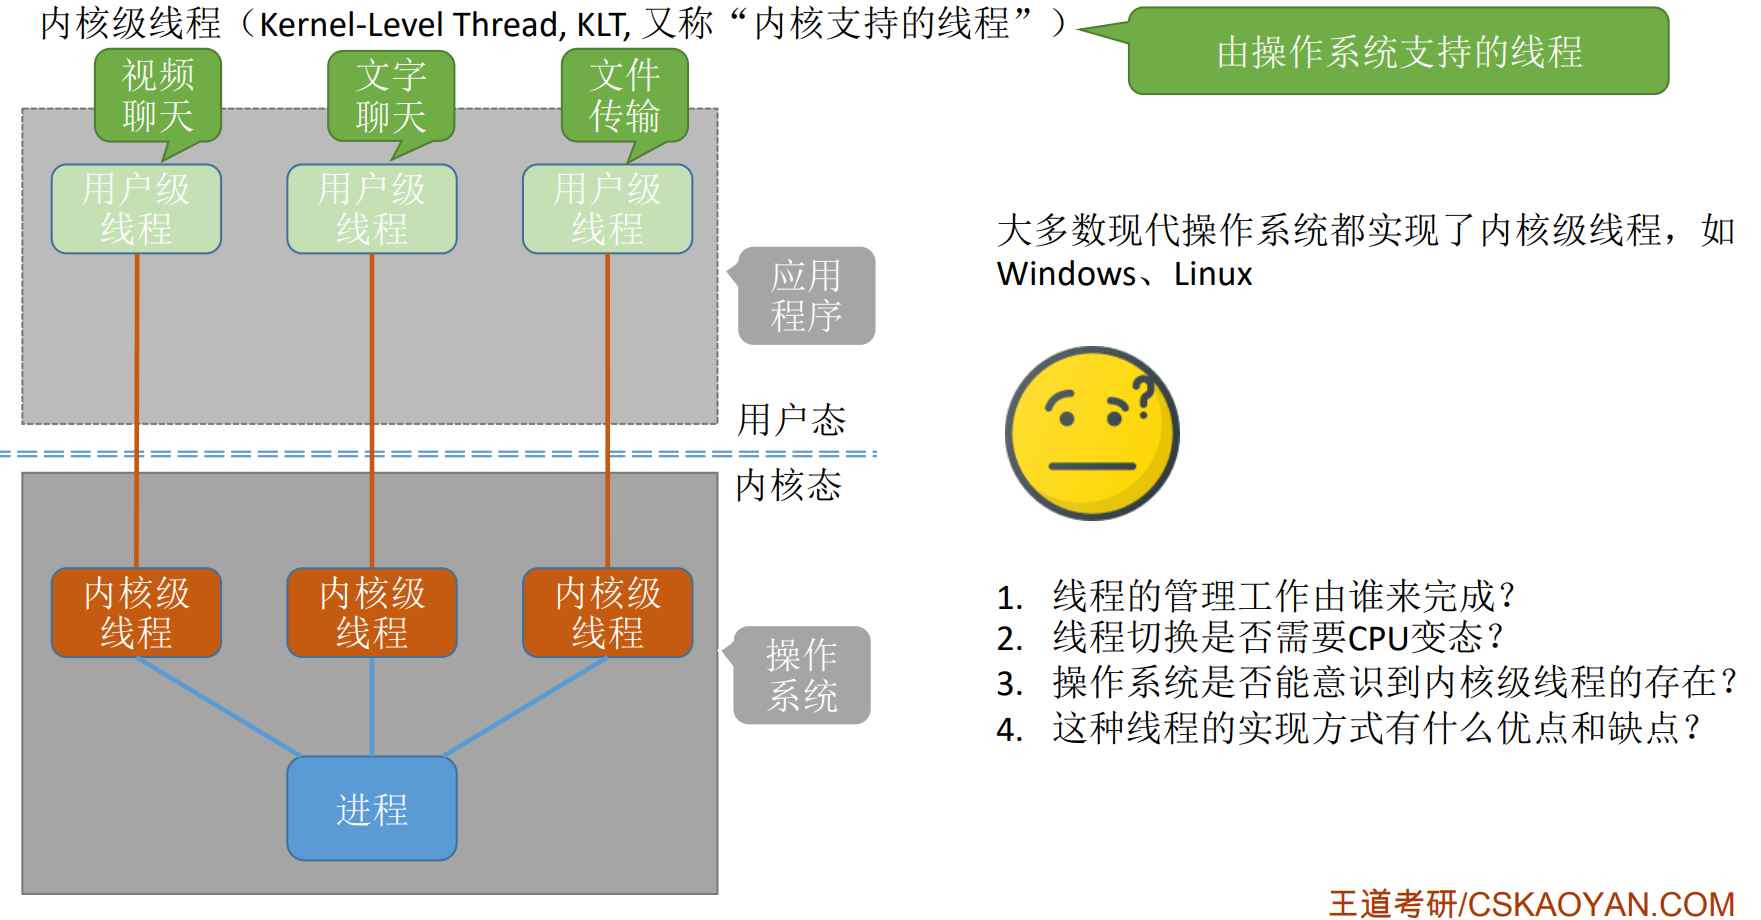 内核级线程（Kernel-Level Thread, KLT, 又称“内核支持的线程”）
由操作系统支持的线程
视频
聊天
文字
聊天
文件
传输
用户级
线程
用户级
线程
用户级
线程
应用
程序
用户态
内核态
内核级
线程
内核级
线程
内核级
线程
操作
系统
进程
大多数现代操作系统都实现了内核级线程，如
Windows、Linux
?
1. 线程的管理工作由谁来完成？
2. 线程切换是否需要CPU变态？
3. 操作系统是否能意识到内核级线程的存在？
4. 这种线程的实现方式有什么优点和缺点？
王道考研/CSKAOYAN.COM